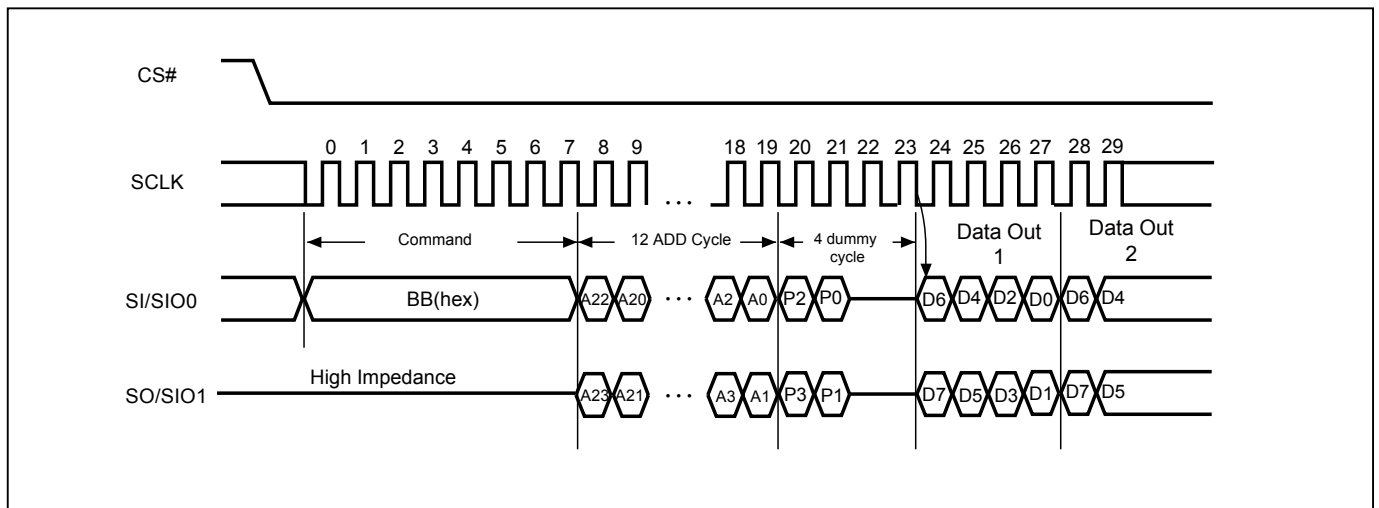 CS#
0 1 2 3 4 5 6 7 8 9 18 19 20 21 22 23 24 25 26 27 28 29
SCLK
...
Command 12 ADD Cycle 4 dummy cycle Data Out 1 Data Out 2
SI/SIO0 BB(hex) A22 A20 ... A2 A0 P2 P0 D6 D4 D2 D0 D6 D4
High Impedance
SO/SIO1 A23 A21 ... A3 A1 P3 P1 D7 D5 D3 D1 D7 D5